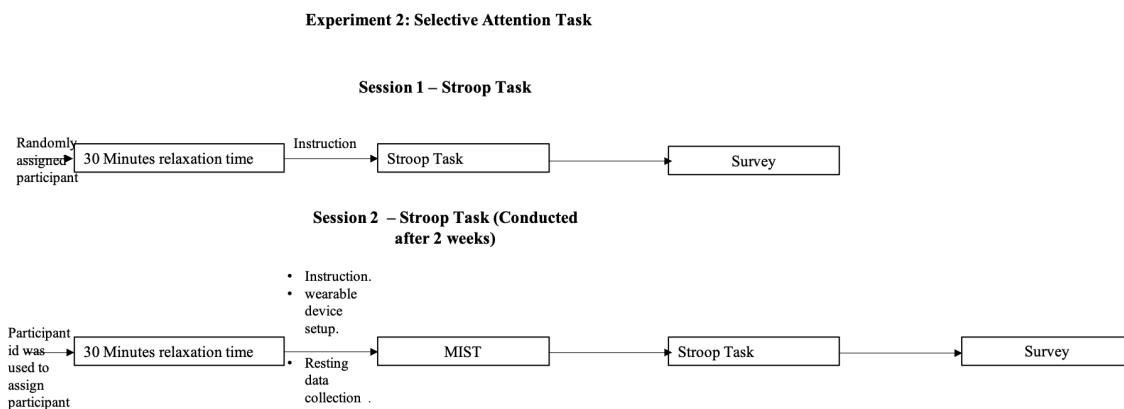 Experiment 2: Selective Attention Task
Session 1 – Stroop Task
Randomly
assigned
participant
30 Minutes relaxation time
Instruction
Stroop Task
Survey
Session 2 – Stroop Task (Conducted
after 2 weeks)
Participant
id was
used to
assign
participant
30 Minutes relaxation time
• Instruction.
• wearable
device
setup.
• Resting
data
collection .
MIST
Stroop Task
Survey